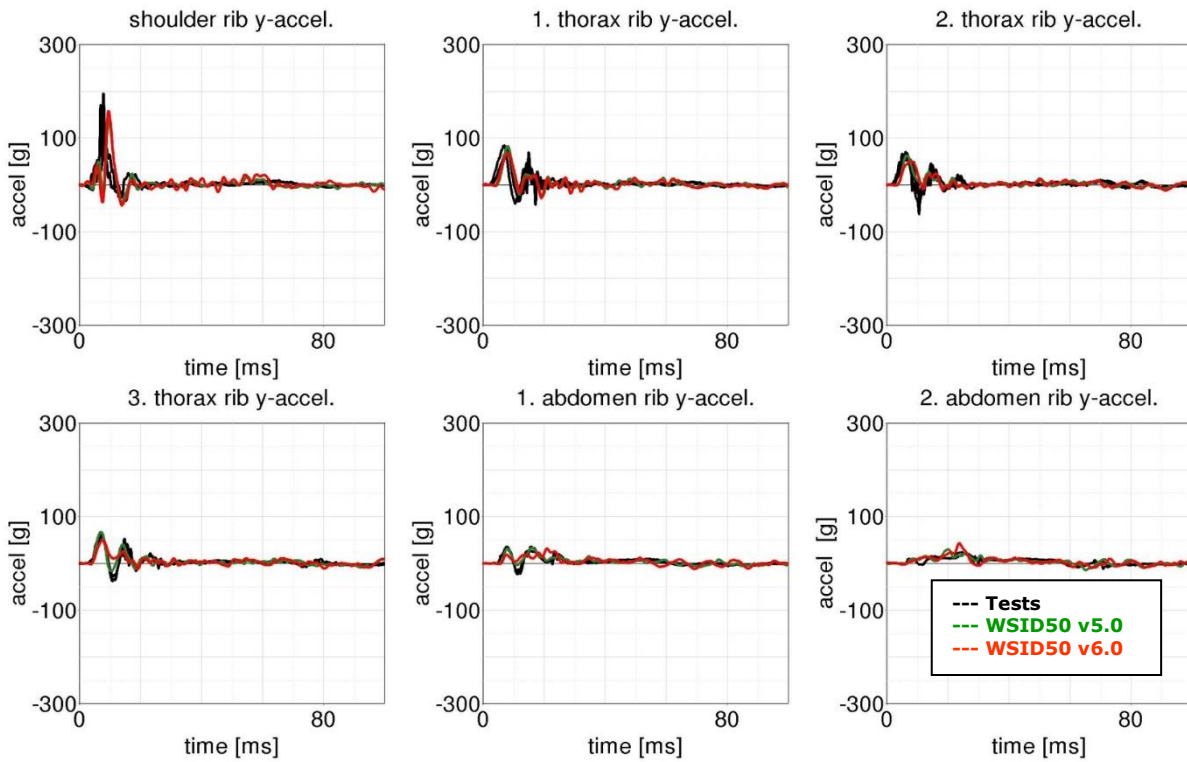 shoulder rib y-accel.
300
100
-100
-300
accel [g]
0
80
time [ms]
1. thorax rib y-accel.
300
100
-100
-300
accel [g]
0
80
time [ms]
2. thorax rib y-accel.
300
100
-100
-300
accel [g]
0
80
time [ms]
3. thorax rib y-accel.
300
100
-100
-300
accel [g]
0
80
time [ms]
1. abdomen rib y-accel.
300
100
-100
-300
accel [g]
0
80
time [ms]
2. abdomen rib y-accel.
300
100
-100
-300
accel [g]
0
80
time [ms]
--- Tests
--- WSID50 v5.0
--- WSID50 v6.0